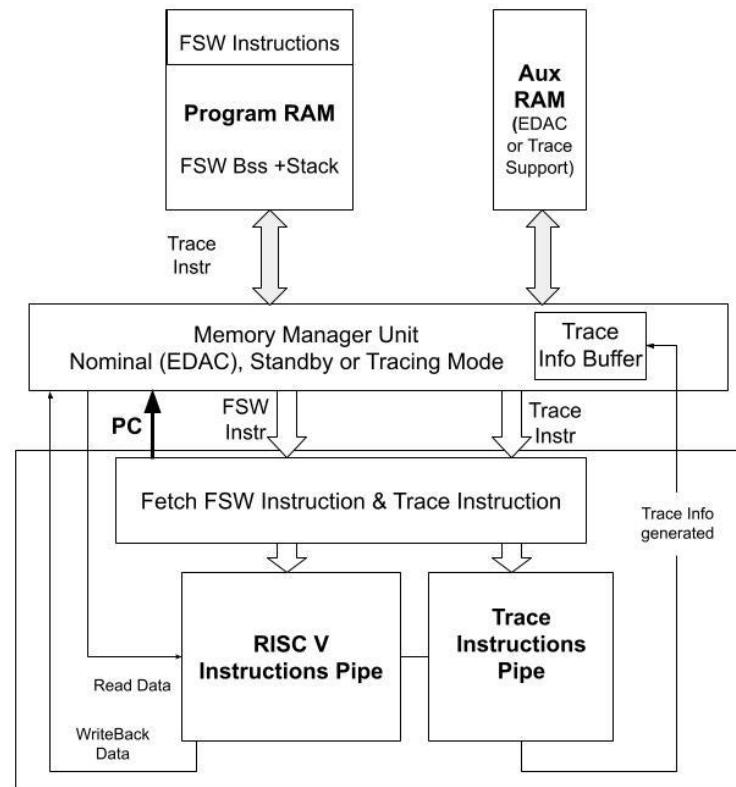 FSW Instructions
Program RAM
FSW Bss +Stack
Aux
RAM
(EDAC
or Trace
Support)
Trace
Instr
Memory Manager Unit
Nominal (EDAC), Standby or Tracing Mode
Trace
Info Buffer
PC
FSW
Instr
Trace
Instr
Fetch FSW Instruction & Trace Instruction
Trace Info
generated
RISC V
Instructions Pipe
Trace
Instructions
Pipe
Read Data
WriteBack
Data